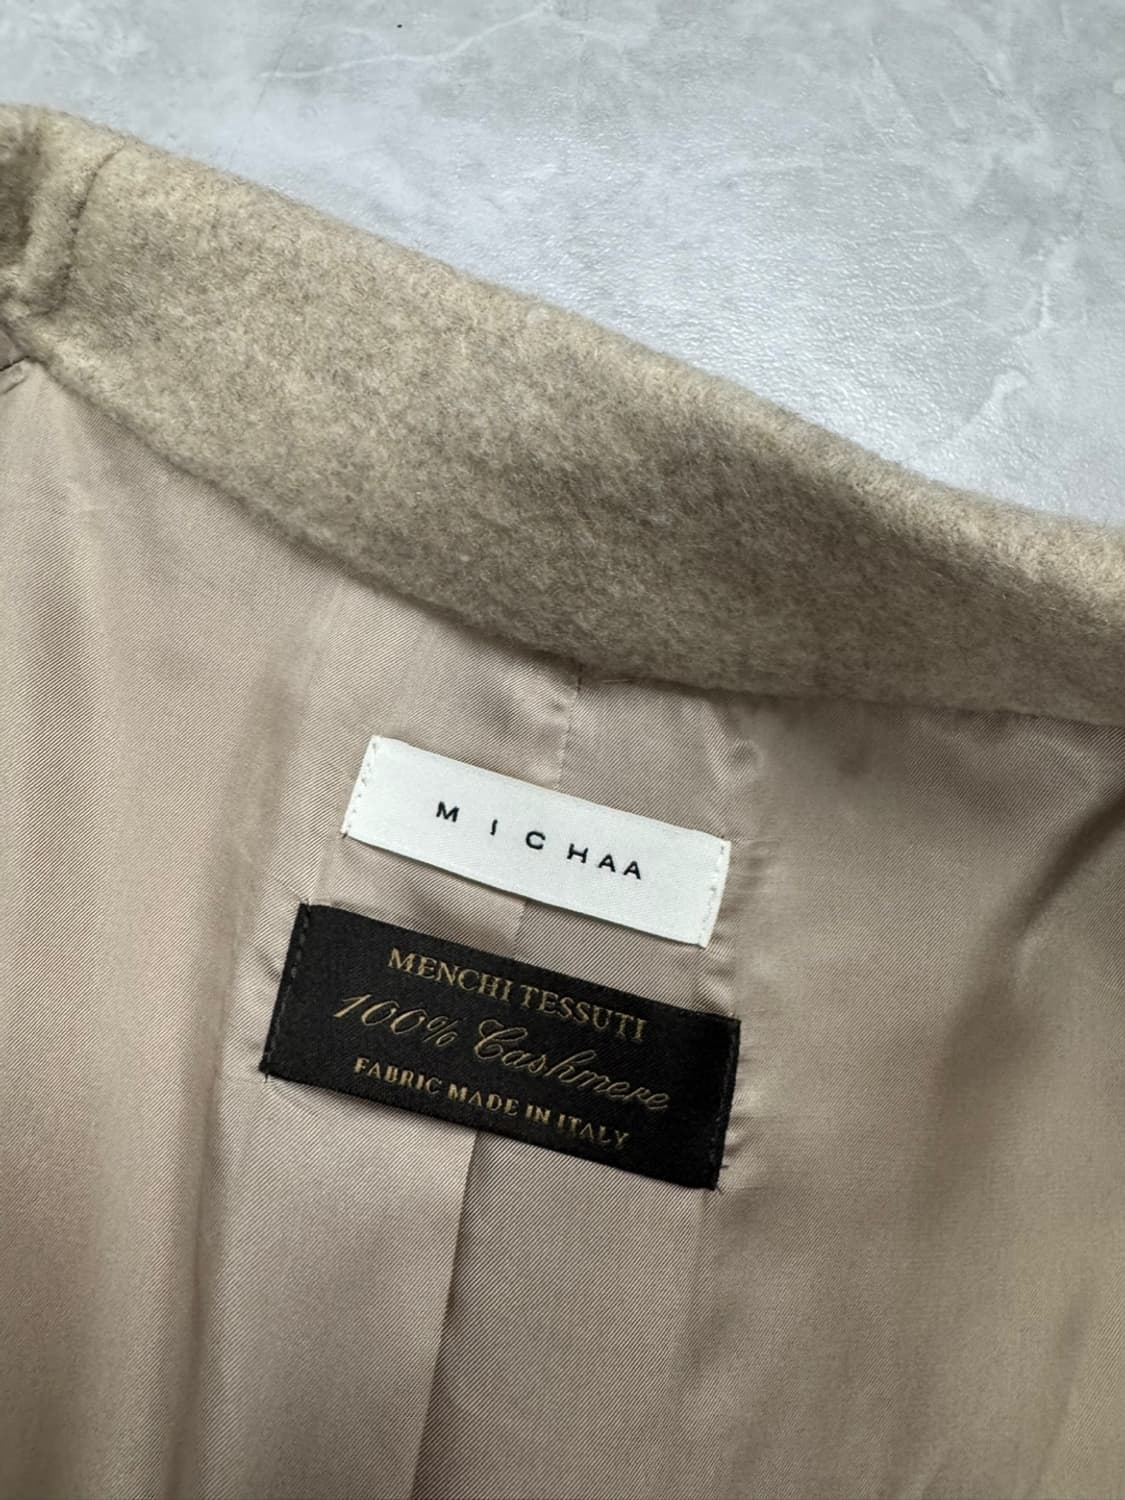 MICHAA
MENCHI TESSUTI
100% Cashmere
FABRIC MADE IN ITALY